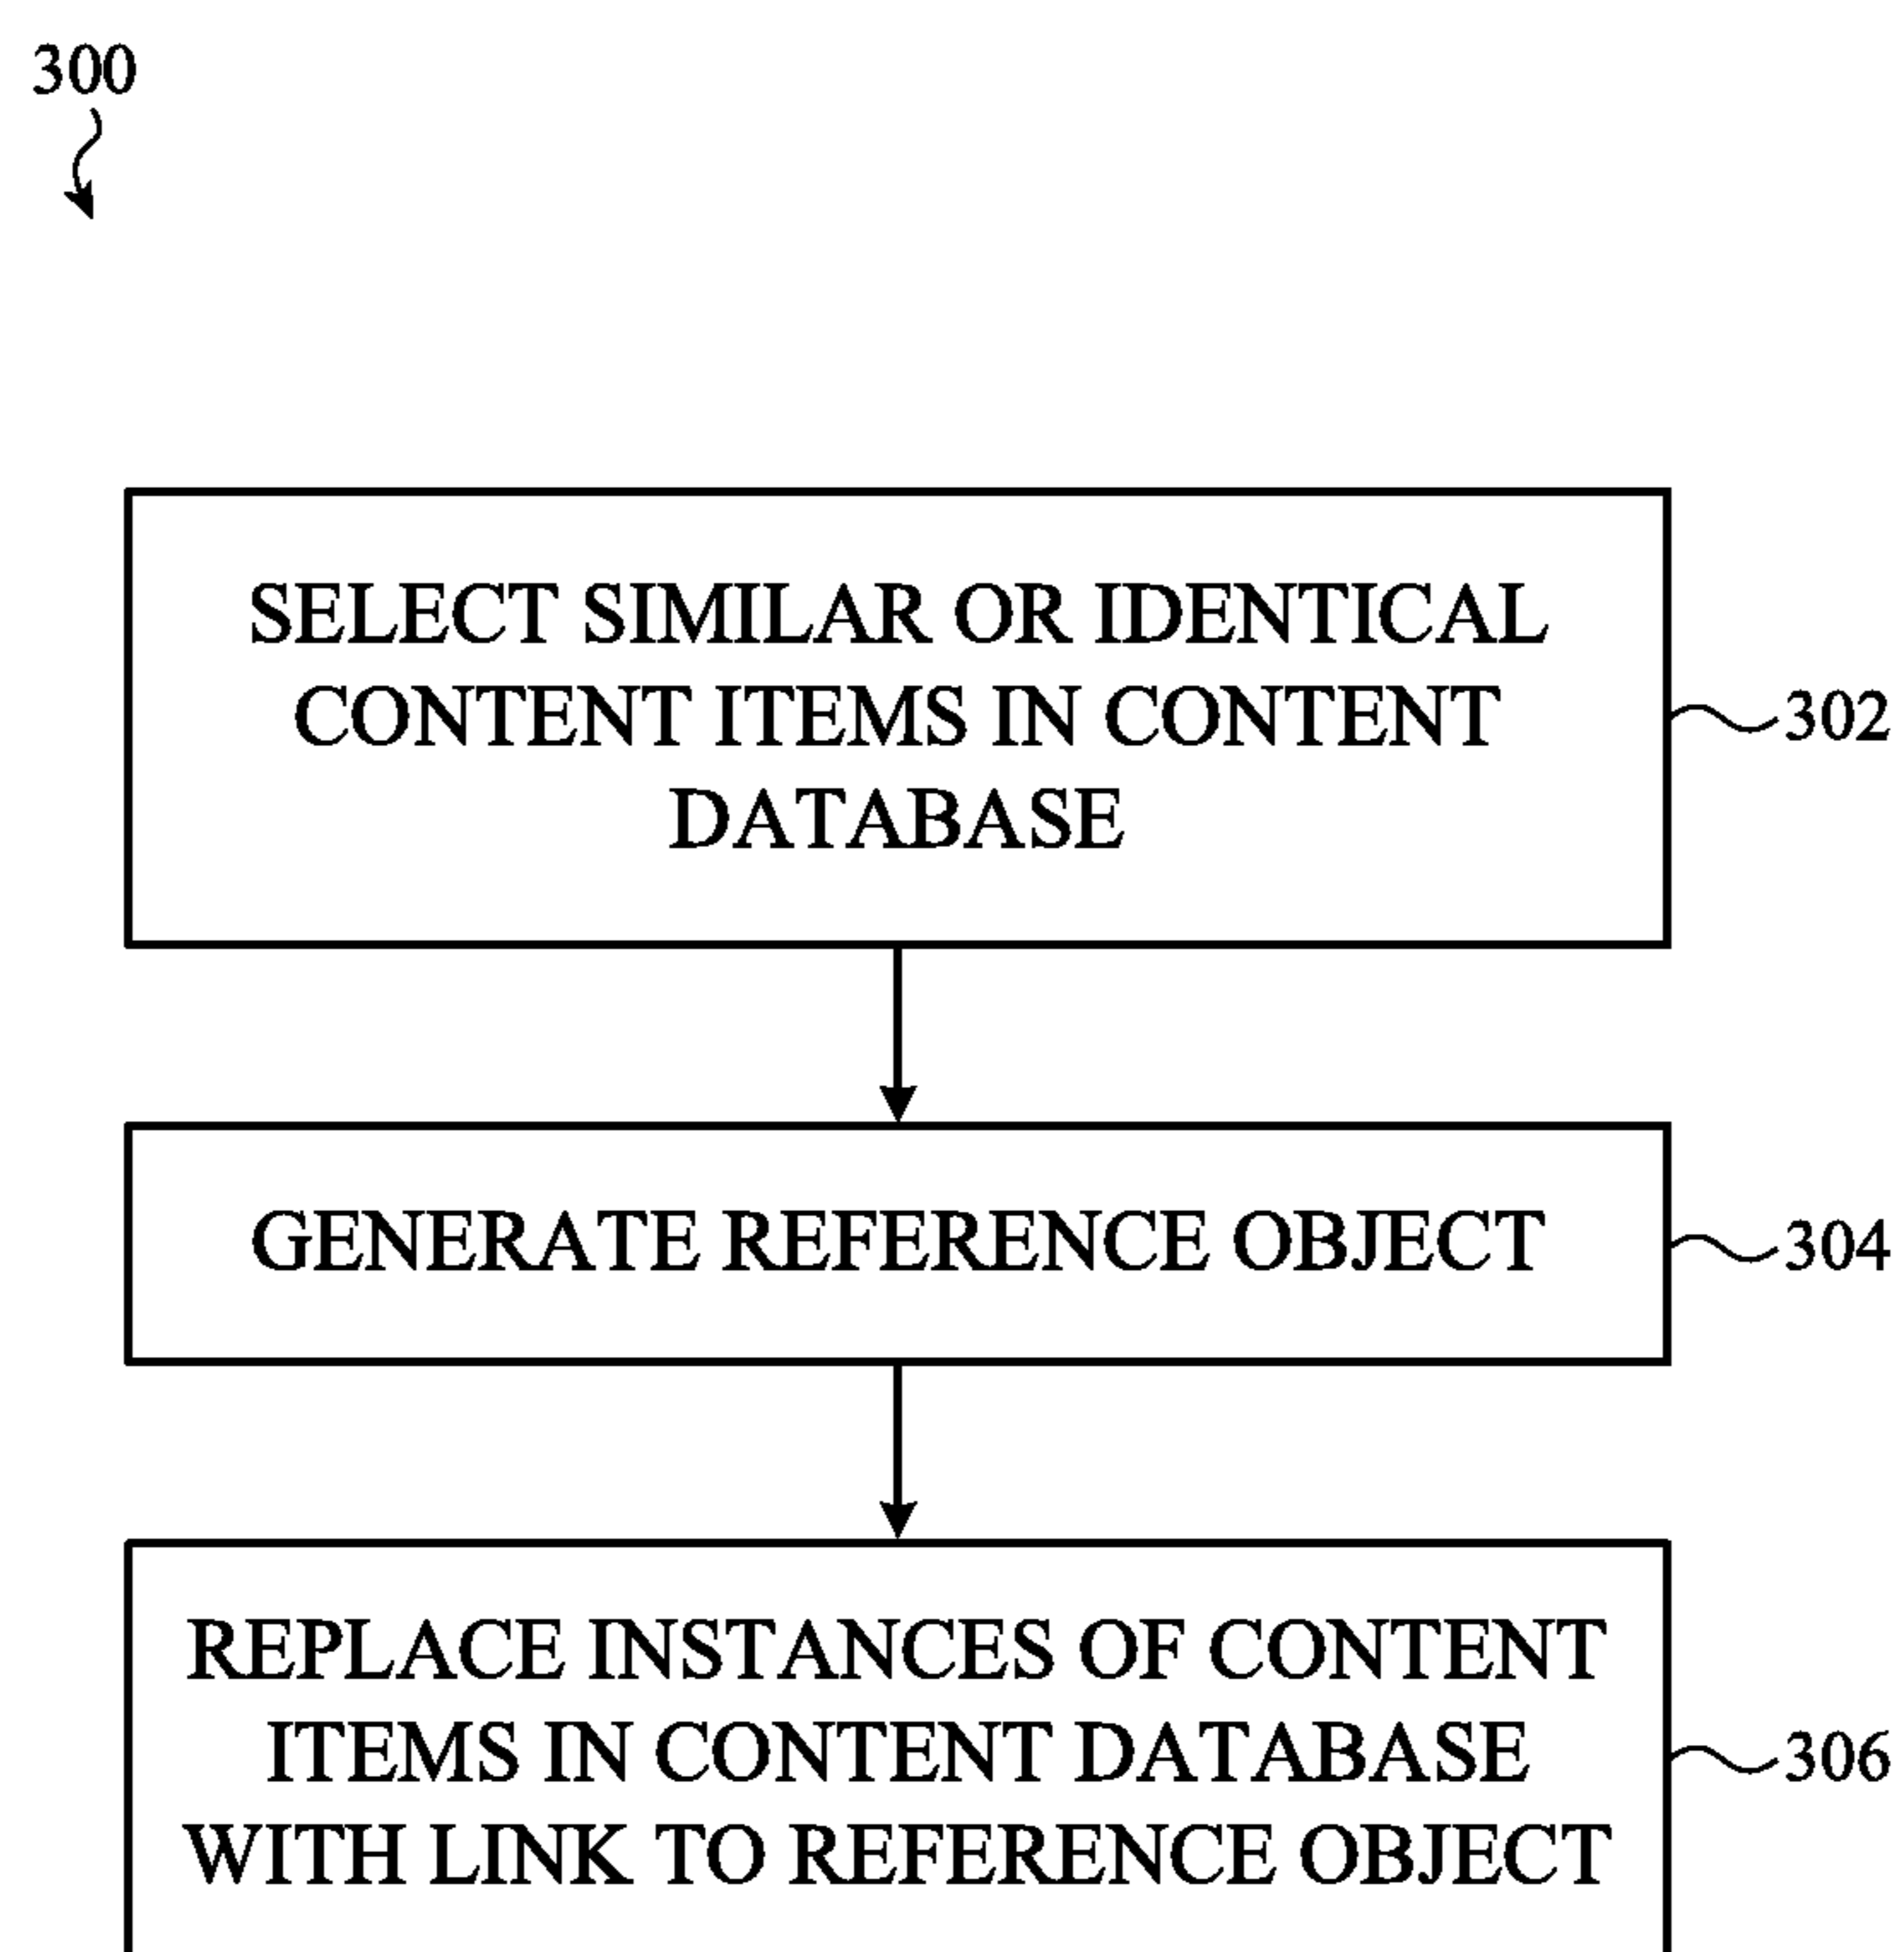 300
SELECT SIMILAR OR IDENTICAL
CONTENT ITEMS IN CONTENT
DATABASE
302
GENERATE REFERENCE OBJECT
304
REPLACE INSTANCES OF CONTENT
ITEMS IN CONTENT DATABASE
WITH LINK TO REFERENCE OBJECT
306